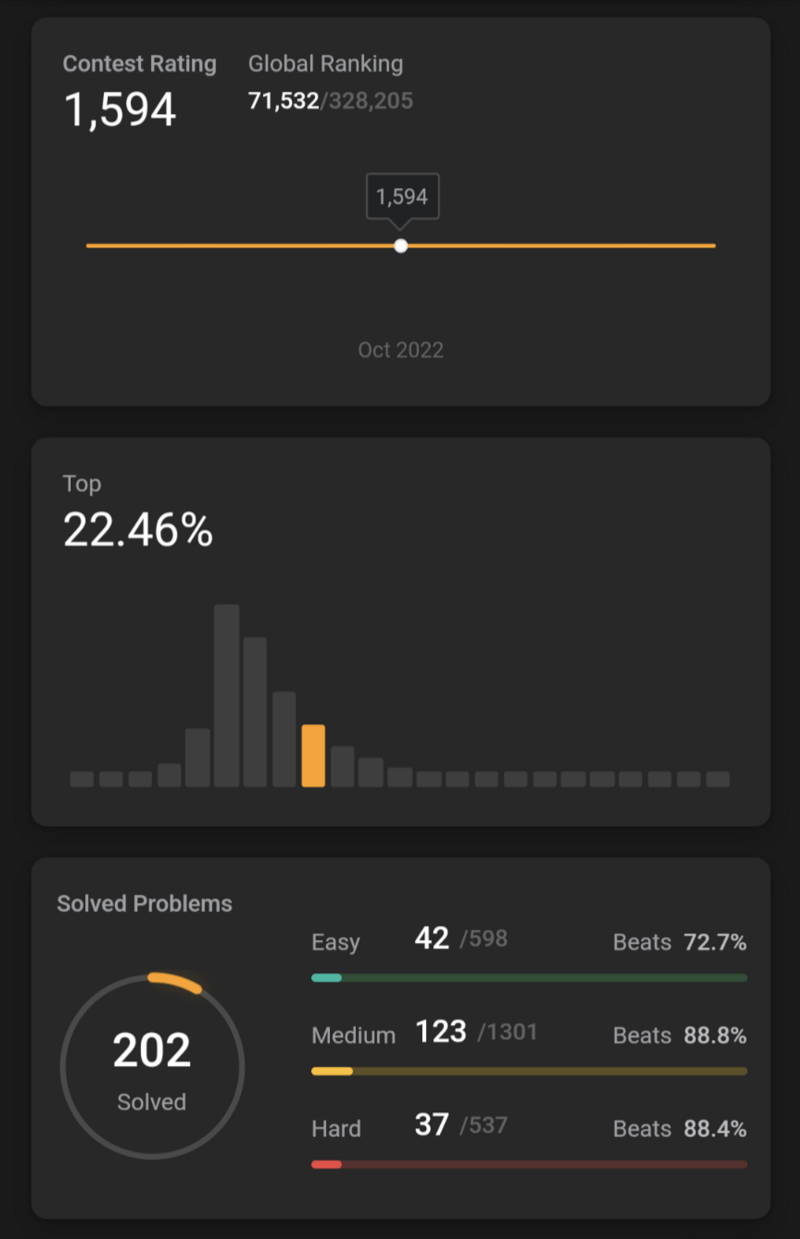 Contest Rating Global Ranking
1,594 71,532/328,205
1,594
Oct 2022
Top
22.46%
Solved Problems
Easy 42 /598 Beats 72.7%
Medium 123 /1301 Beats 88.8%
Hard 37 /537 Beats 88.4%
202
Solved